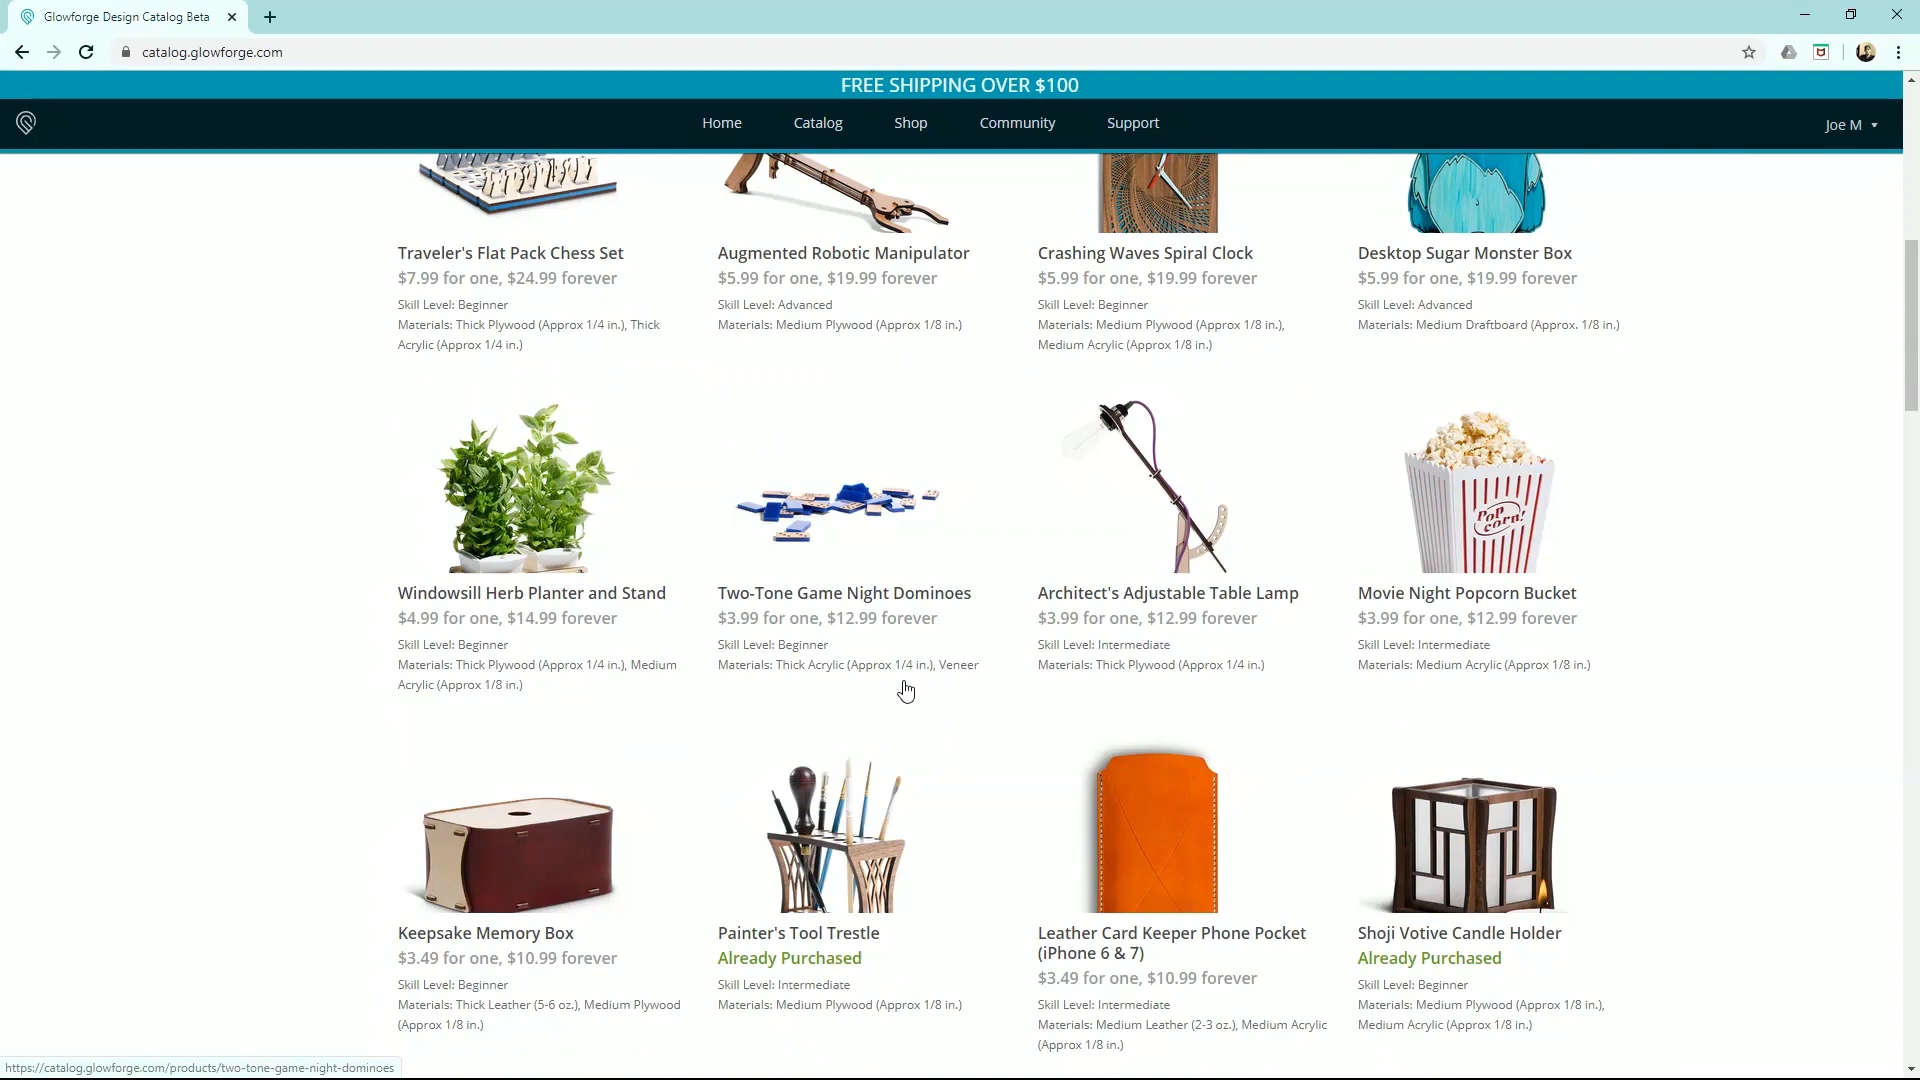 Glowforge Design Catalog Beta
catalog.glowforge.com
FREE SHIPPING OVER $100
Home Catalog Shop Community Support Joe M
Traveler's Flat Pack Chess Set
$7.99 for one, $24.99 forever
Skill Level: Beginner
Materials: Thick Plywood (Approx 1/4 in.), Thick
Acrylic (Approx 1/4 in.)
Augmented Robotic Manipulator
$5.99 for one, $19.99 forever
Skill Level: Advanced
Materials: Medium Plywood (Approx 1/8 in.)
Crashing Waves Spiral Clock
$5.99 for one, $19.99 forever
Skill Level: Beginner
Materials: Medium Plywood (Approx 1/8 in.),
Medium Acrylic (Approx 1/8 in.)
Desktop Sugar Monster Box
$5.99 for one, $19.99 forever
Skill Level: Advanced
Materials: Medium Draftboard (Approx. 1/8 in.)
Pop
corn!
Windowsill Herb Planter and Stand
$4.99 for one, $14.99 forever
Skill Level: Beginner
Materials: Thick Plywood (Approx 1/4 in.), Medium
Acrylic (Approx 1/8 in.)
Two-Tone Game Night Dominoes
$3.99 for one, $12.99 forever
Skill Level: Beginner
Materials: Thick Acrylic (Approx 1/4 in.), Veneer
Architect's Adjustable Table Lamp
$3.99 for one, $12.99 forever
Skill Level: Intermediate
Materials: Thick Plywood (Approx 1/4 in.)
Movie Night Popcorn Bucket
$3.99 for one, $12.99 forever
Skill Level: Intermediate
Materials: Medium Acrylic (Approx 1/8 in.)
Keepsake Memory Box
$3.49 for one, $10.99 forever
Skill Level: Beginner
Materials: Thick Leather (5-6 oz.), Medium Plywood
(Approx 1/8 in.)
Painter's Tool Trestle
Already Purchased
Skill Level: Intermediate
Materials: Medium Plywood (Approx 1/8 in.)
Leather Card Keeper Phone Pocket
(iPhone 6 & 7)
$3.49 for one, $10.99 forever
Skill Level: Intermediate
Materials: Medium Leather (2-3 oz.), Medium Acrylic
(Approx 1/8 in.)
Shoji Votive Candle Holder
Already Purchased
Skill Level: Beginner
Materials: Medium Plywood (Approx 1/8 in.),
Medium Acrylic (Approx 1/8 in.)
https://catalog.glowforge.com/products/two-tone-game-night-dominoes